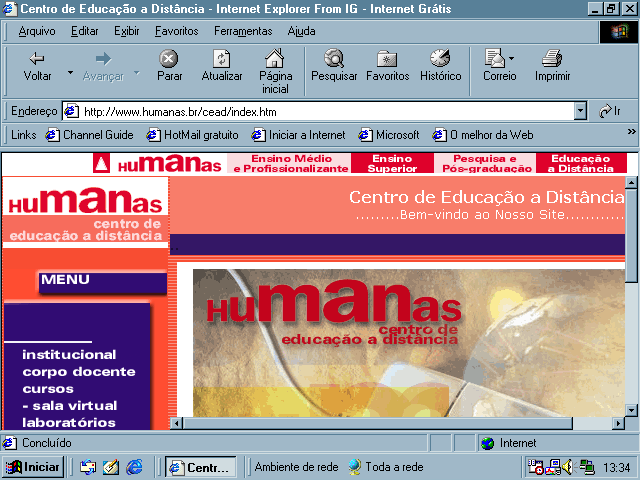 Centro de Educação a Distância - Internet Explorer From IG - Internet Grátis
Arquivo Editar Exibir Favoritos Ferramentas Ajuda
Voltar Avançar Parar Atualizar Página inicial Pesquisar Favoritos Histórico Correio Imprimir
Endereço http://www.humanas.br/cead/index.htm Ir
Links Channel Guide HotMail gratuito Iniciar a Internet Microsoft O melhor da Web »
HUMANAS
Ensino Médio
e Profissionalizante
Ensino
Superior
Pesquisa e
Pós-graduação
Educação
a Distância
HUMANAS
centro de
educação a distância
Centro de Educação a Distância
.........Bem-vindo ao Nosso Site............
MENU
institucional
corpo docente
cursos
- sala virtual
laboratórios
HUMANAS
centro de
educação a distância
Concluído Internet
Iniciar Centr... Ambiente de rede Toda a rede 13:34